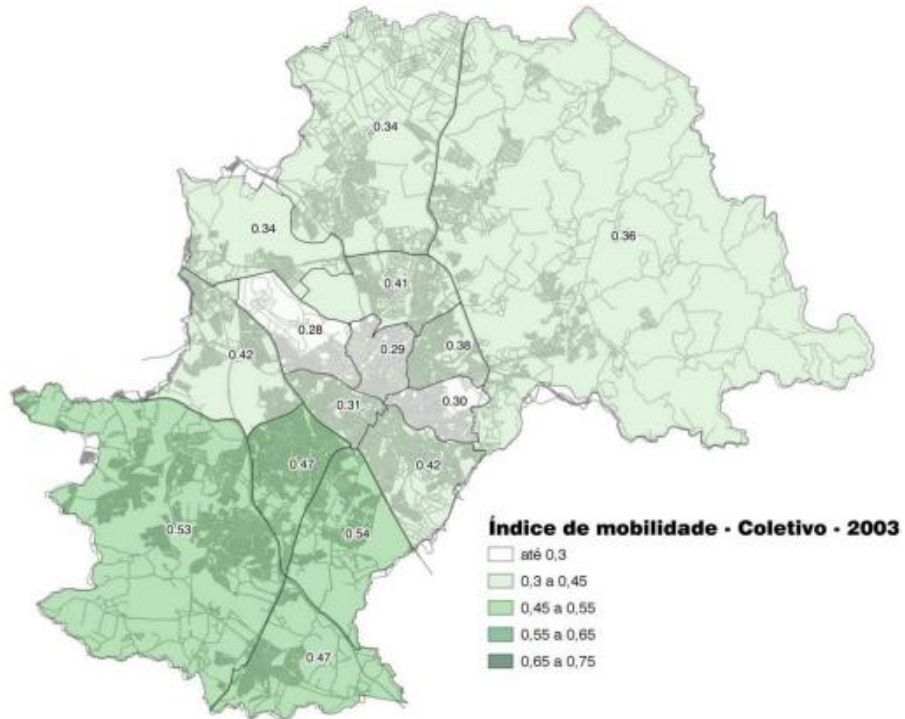 0.34
0.34
0.36
0.41
0.28
0.29
0.38
0.42
0.31
0.30
0.47
0.42
0.53
0.54
0.47
Índice de mobilidade - Coletivo - 2003
até 0,3
0,3 a 0,45
0,45 a 0,55
0,55 a 0,65
0,65 a 0,75